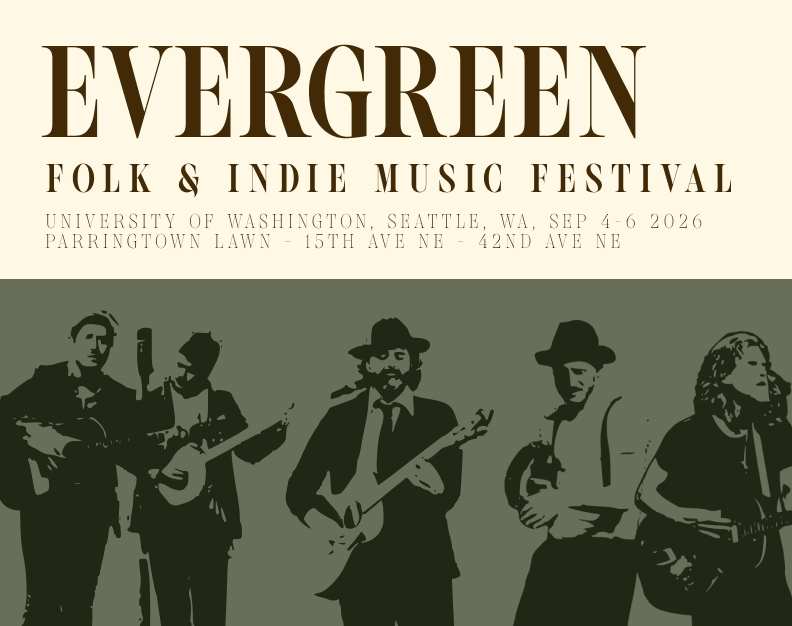 EVERGREEN
FOLK & INDIE MUSIC FESTIVAL
UNIVERSITY OF WASHINGTON, SEATTLE, WA, SEP 4-6 2026
PARRINGTOWN LAWN - 15TH AVE NE - 42ND AVE NE